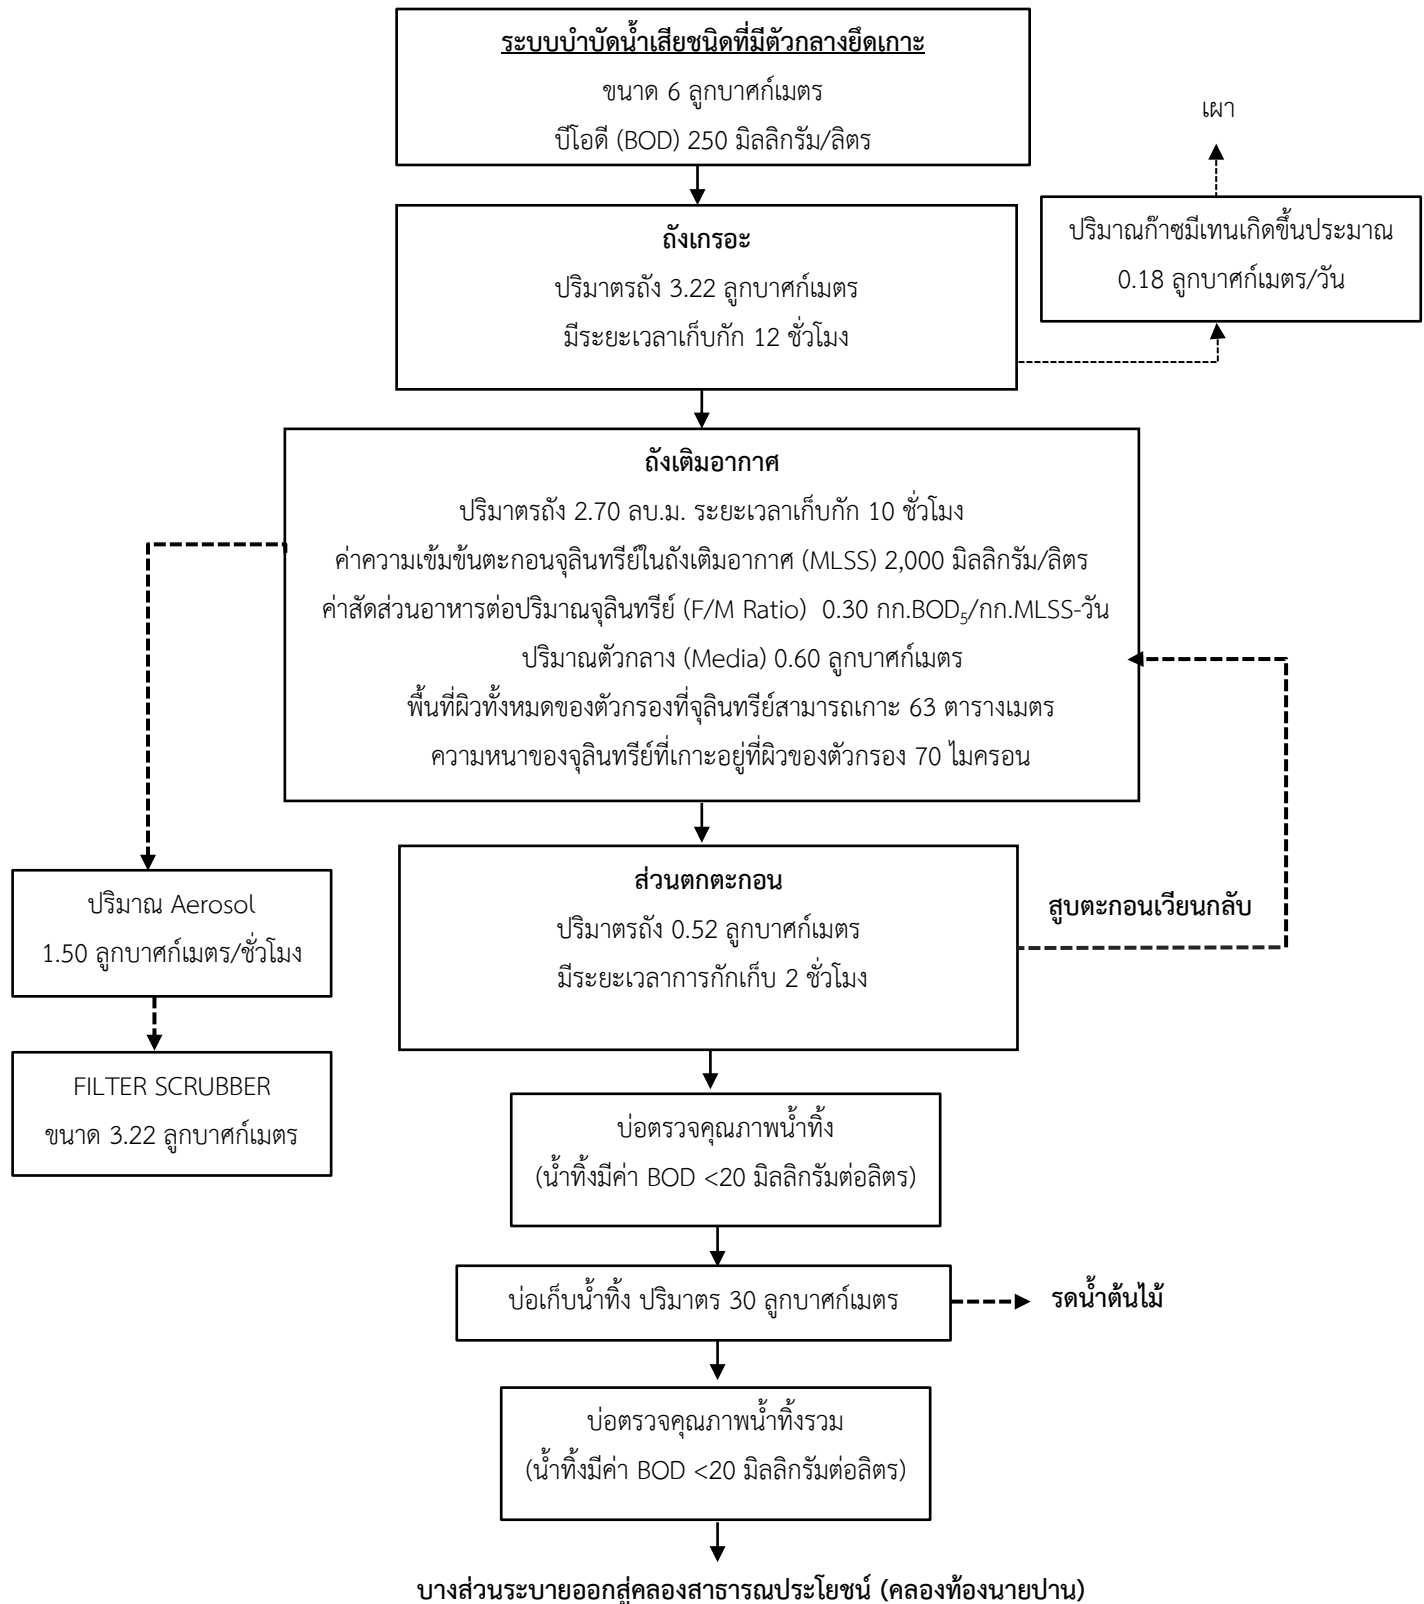 ระบบบำบัดน้ำเสียชนิดที่มีตัวกลางยึดเกาะ
ขนาด 6 ลูกบาศก์เมตร
บีโอดี (BOD) 250 มิลลิกรัม/ลิตร
เผา
ปริมาณก๊าซมีเทนเกิดขึ้นประมาณ
0.18 ลูกบาศก์เมตร/วัน
ถังเกรอะ
ปริมาตรถัง 3.22 ลูกบาศก์เมตร
มีระยะเวลาเก็บกัก 12 ชั่วโมง
ถังเติมอากาศ
ปริมาตรถัง 2.70 ลบ.ม. ระยะเวลาเก็บกัก 10 ชั่วโมง
ค่าความเข้มข้นตะกอนจุลินทรีย์ในถังเติมอากาศ (MLSS) 2,000 มิลลิกรัม/ลิตร
ค่าสัดส่วนอาหารต่อปริมาณจุลินทรีย์ (F/M Ratio) 0.30 กก.BOD₅/กก.MLSS-วัน
ปริมาณตัวกลาง (Media) 0.60 ลูกบาศก์เมตร
พื้นที่ผิวทั้งหมดของตัวกรองที่จุลินทรีย์สามารถเกาะ 63 ตารางเมตร
ความหนาของจุลินทรีย์ที่เกาะอยู่ที่ผิวของตัวกรอง 70 ไมครอน
ส่วนตกตะกอน
ปริมาตรถัง 0.52 ลูกบาศก์เมตร
มีระยะเวลาการกักเก็บ 2 ชั่วโมง
สูบตะกอนเวียนกลับ
ปริมาณ Aerosol
1.50 ลูกบาศก์เมตร/ชั่วโมง
FILTER SCRUBBER
ขนาด 3.22 ลูกบาศก์เมตร
บ่อตรวจคุณภาพน้ำทิ้ง
(น้ำทิ้งมีค่า BOD <20 มิลลิกรัมต่อลิตร)
บ่อเก็บน้ำทิ้ง ปริมาตร 30 ลูกบาศก์เมตร
รดน้ำต้นไม้
บ่อตรวจคุณภาพน้ำทิ้งรวม
(น้ำทิ้งมีค่า BOD <20 มิลลิกรัมต่อลิตร)
บางส่วนระบายออกสู่คลองสาธารณประโยชน์ (คลองท้องนายปาน)